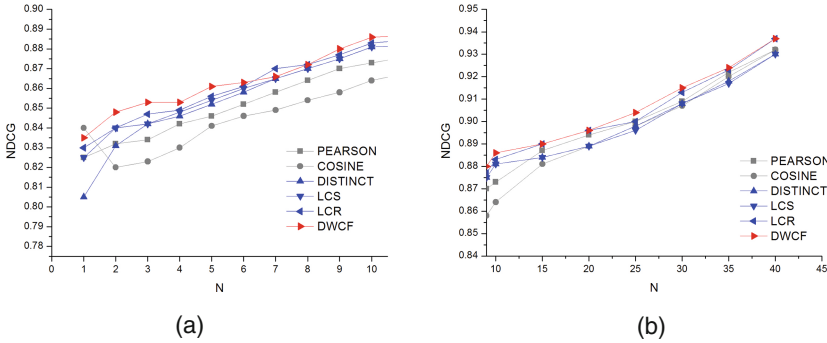 0.90
0.89
0.88
0.87
0.86
0.85
0.84
0.83
0.82
0.81
0.80
0.79
0.78
NDCG
0 1 2 3 4 5 6 7 8 9 10
N
PEARSON
COSINE
DISTINCT
LCS
LCR
DWCF
(a)
0.95
0.94
0.93
0.92
0.91
0.90
0.89
0.88
0.87
0.86
0.85
0.84
NDCG
10 15 20 25 30 35 40 45
N
PEARSON
COSINE
DISTINCT
LCS
LCR
DWCF
(b)